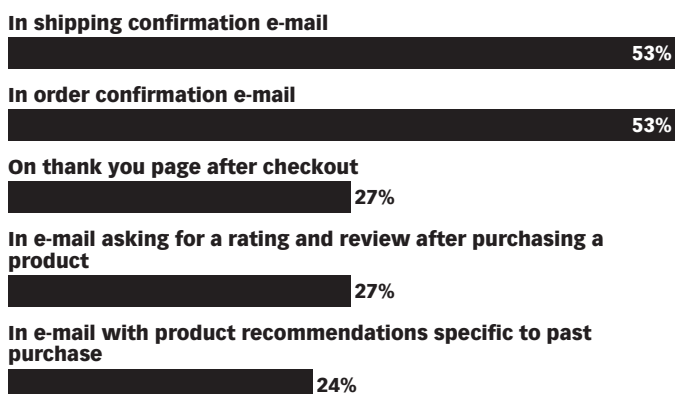 In shipping confirmation e-mail
53%
In order confirmation e-mail
53%
On thank you page after checkout
27%
In e-mail asking for a rating and review after purchasing a
product
27%
In e-mail with product recommendations specific to past
purchase
24%